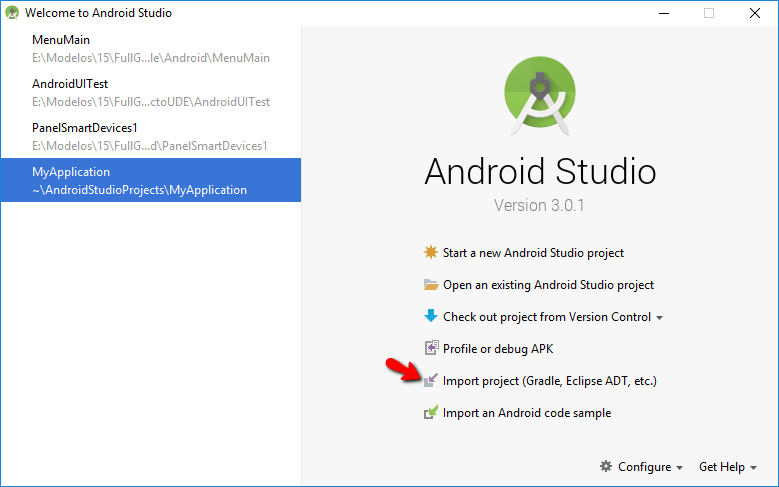 Welcome to Android Studio
MenuMain
E:\Modelos\15\FullG...le\Android\MenuMain
AndroidUITest
E:\Modelos\15\FullG...ctoUDE\AndroidUITest
PanelSmartDevices1
E:\Modelos\15\FullG...d\PanelSmartDevices1
MyApplication
~\AndroidStudioProjects\MyApplication
Android Studio
Version 3.0.1
Start a new Android Studio project
Open an existing Android Studio project
Check out project from Version Control
Profile or debug APK
Import project (Gradle, Eclipse ADT, etc.)
Import an Android code sample
Configure
Get Help